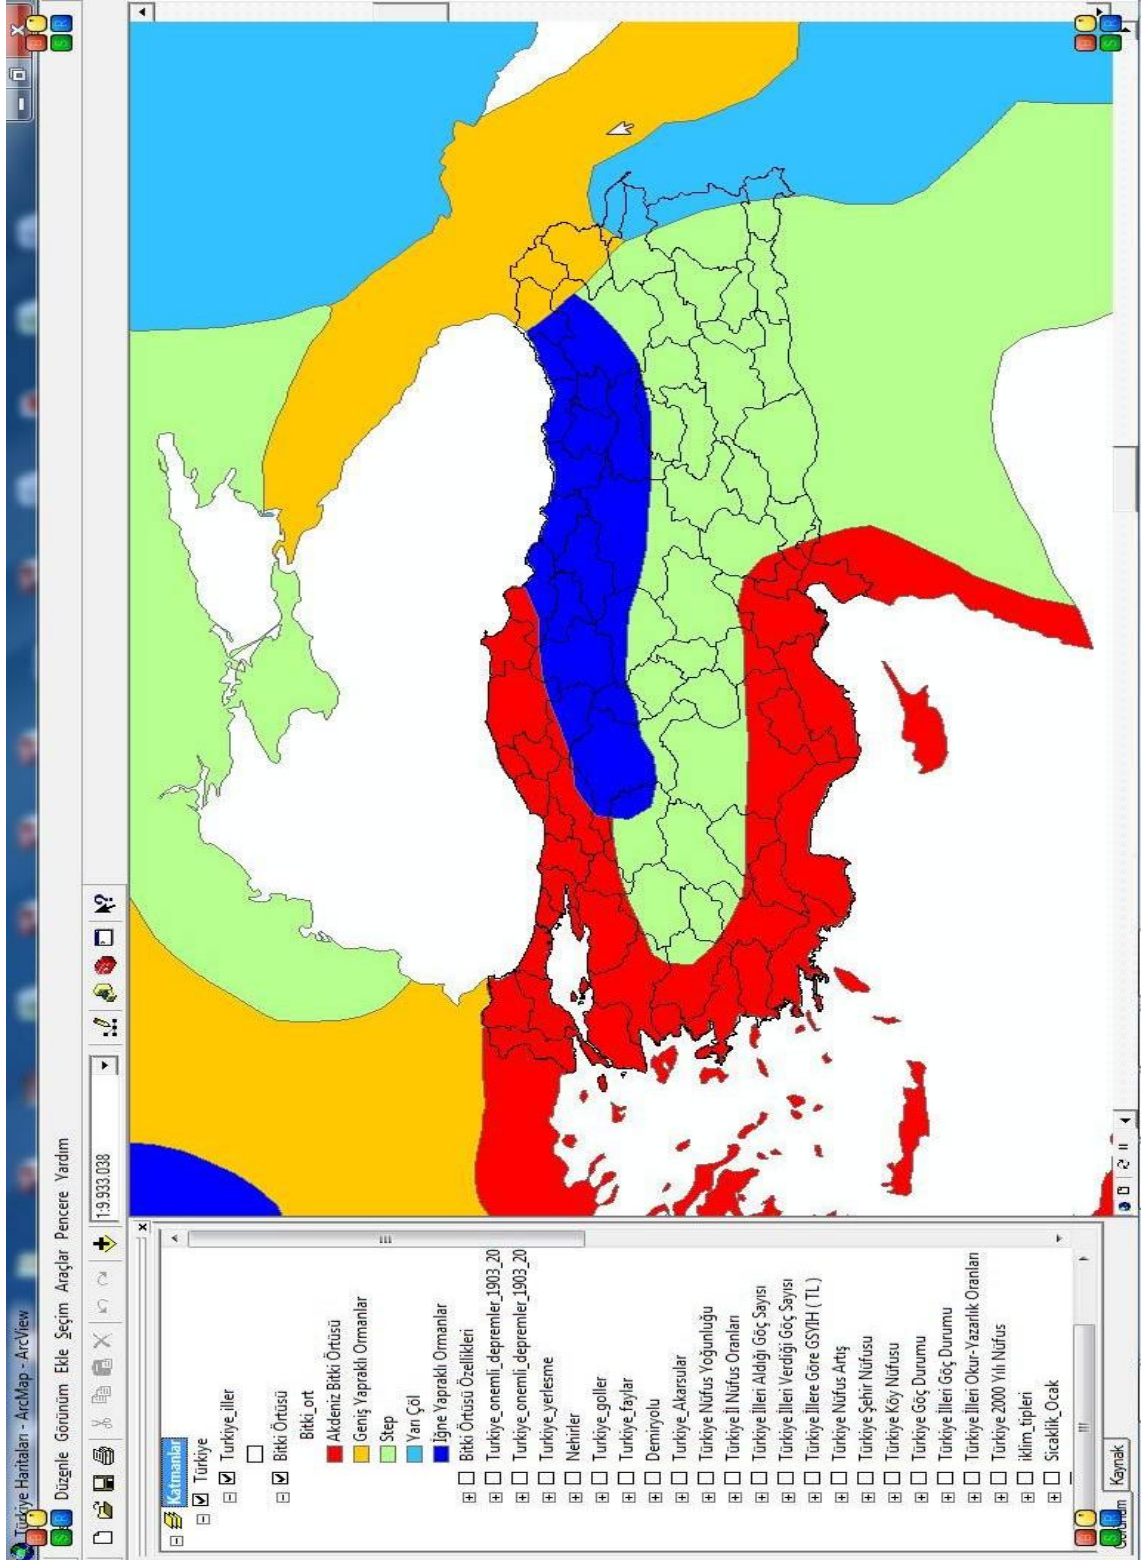 Türkiye Haritaları - ArcMap - ArcView
Düzenle Görünüm Ekle Seçim Araçlar Pencere Yardım
1:9.933.038
Katmanlar
Türkiye
Turkiye_iller
Bitki Örtüsü
Bitki_ort
Akdeniz Bitki Örtüsü
Geniş Yapraklı Ormanlar
Step
Yarı Çöl
İğne Yapraklı Ormanlar
Bitki Örtüsü Özellikleri
Turkiye_onemli_depremler_1903_20
Turkiye_onemli_depremler_1903_20
Turkiye_yerlesme
Nehirler
Turkiye_goller
Turkiye_faylar
Demiryolu
Turkiye_Akarsular
Türkiye Nüfus Yoğunluğu
Türkiye İl Nüfus Oranları
Türkiye İlleri Aldığı Göç Sayısı
Türkiye İlleri Verdiği Göç Sayısı
Türkiye İllere Göre GSYİH ( TL )
Türkiye Nüfus Artış
Türkiye Şehir Nüfusu
Türkiye Köy Nüfusu
Türkiye Göç Durumu
Türkiye İlleri Göç Durumu
Türkiye İlleri Okur-Yazarlık Oranları
Türkiye 2000 Yılı Nüfus
iklim_tipleri
Sicaklik_Ocak
Görünüm Kaynak